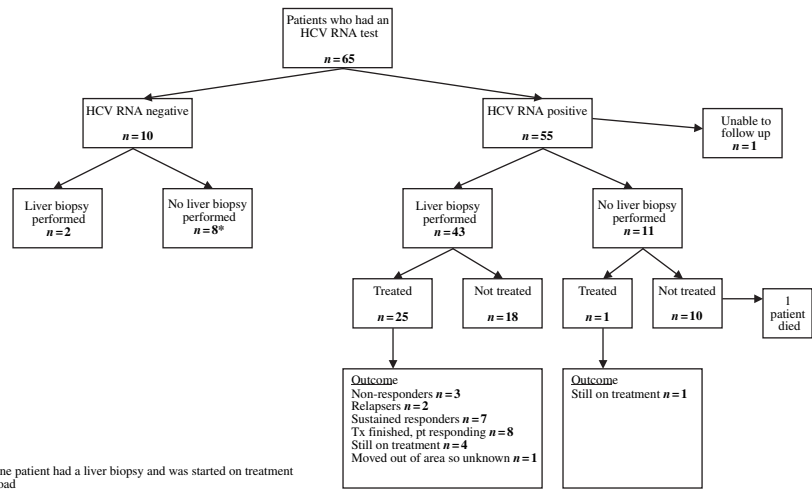 Patients who had an
HCV RNA test
n=65
HCV RNA negative
n=10
HCV RNA positive
n=55
Unable to
follow up
n=1
Liver biopsy
performed
n=2
No liver biopsy
performed
n=8*
Liver biopsy
performed
n=43
No liver biopsy
performed
n=11
Treated
n=25
Not treated
n=18
Treated
n=1
Not treated
n=10
1
patient
died
Outcome
Non-responders n=3
Relapsers n=2
Sustained responders n=7
Tx finished, pt responding n=8
Still on treatment n=4
Moved out of area so unknown n=1
Outcome
Still on treatment n=1
ne patient had a liver biopsy and was started on treatment
oad